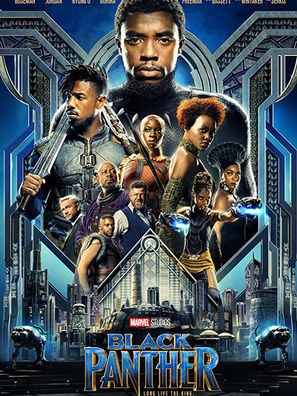 BOSEMAN JORDAN NYONG'O GURIRA FREEMAN BASSETT WHITAKER SERKIS
MARVEL STUDIOS
BLACK
PANTHER
LONG LIVE THE KING